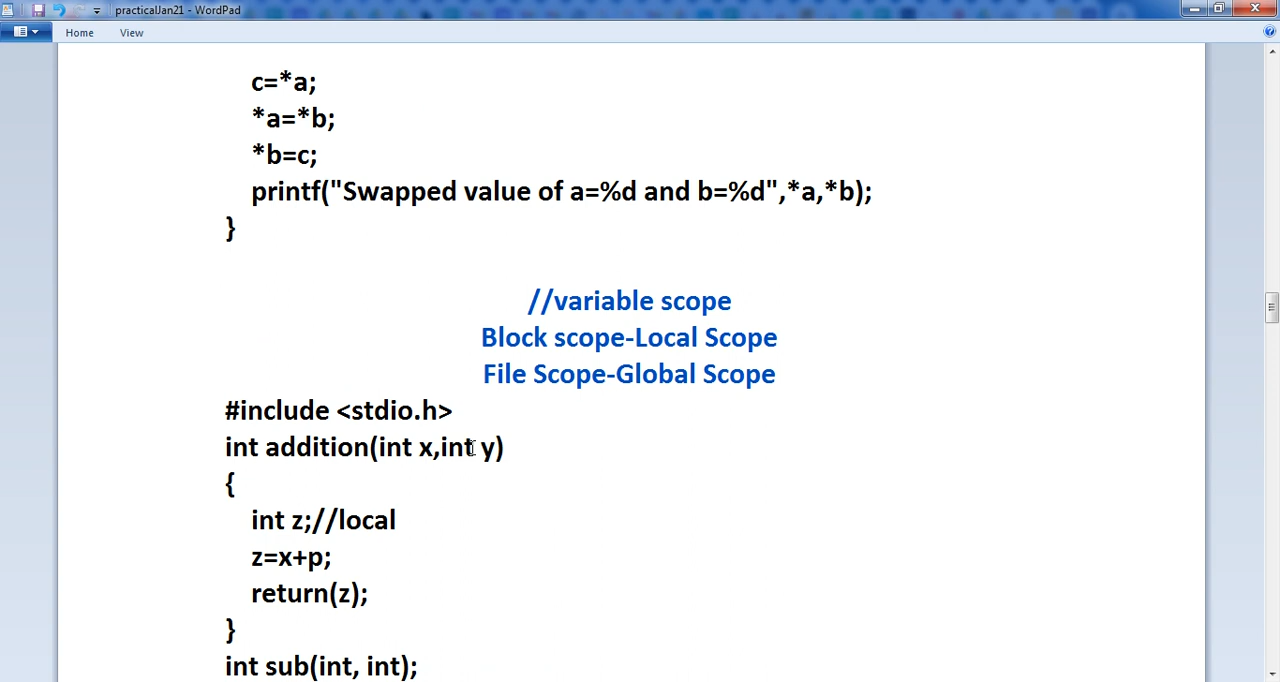 practicalJan21 - WordPad
Home View
c=*a;
*a=*b;
*b=c;
printf("Swapped value of a=%d and b=%d",*a,*b);
}
//variable scope
Block scope-Local Scope
File Scope-Global Scope
#include <stdio.h>
int addition(int x,int y)
{
int z;//local
z=x+p;
return(z);
}
int sub(int, int);